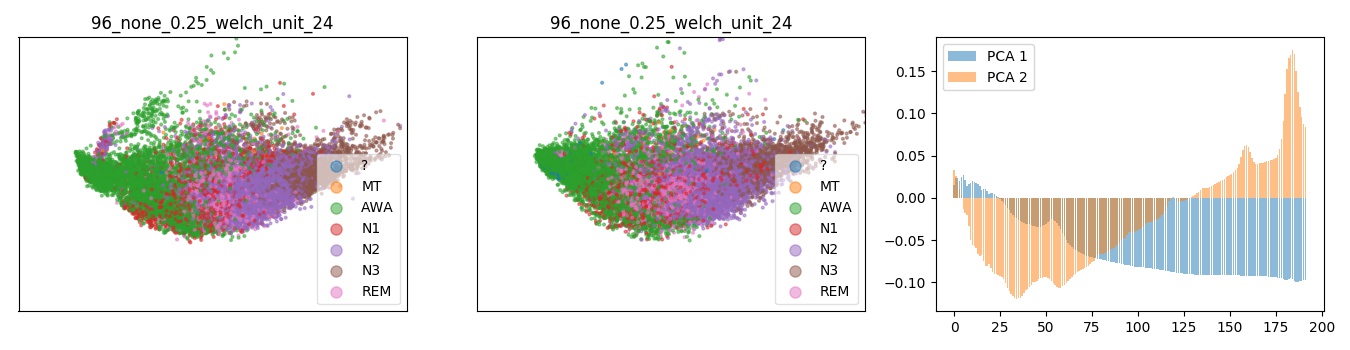 96_none_0.25_welch_unit_24
?
MT
AWA
N1
N2
N3
REM
96_none_0.25_welch_unit_24
?
MT
AWA
N1
N2
N3
REM
PCA 1
PCA 2
0.15
0.10
0.05
0.00
−0.05
−0.10
0 25 50 75 100 125 150 175 200